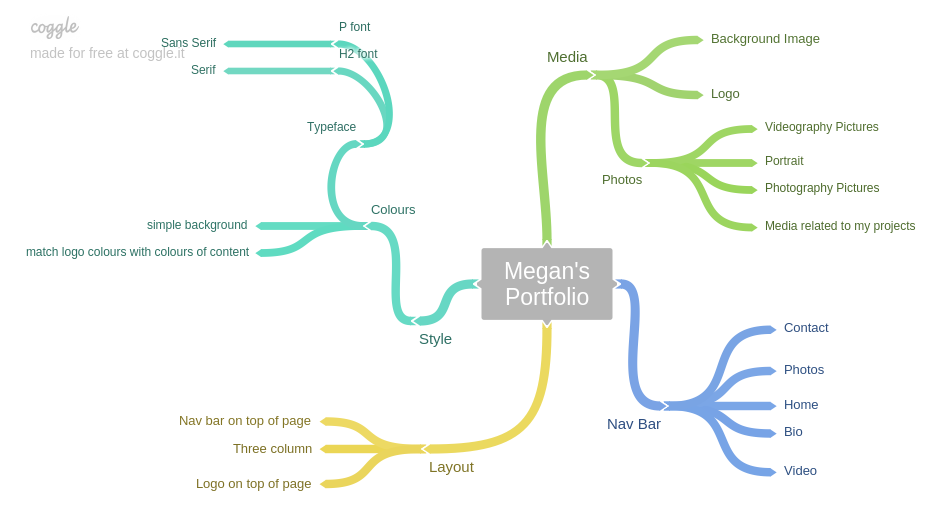 coggle
made for free at coggle.it
P font
Sans Serif
H2 font
Serif
Typeface
Colours
simple background
match logo colours with colours of content
Style
Media
Background Image
Logo
Photos
Videography Pictures
Portrait
Photography Pictures
Media related to my projects
Megan's
Portfolio
Nav bar on top of page
Three column
Logo on top of page
Layout
Nav Bar
Contact
Photos
Home
Bio
Video